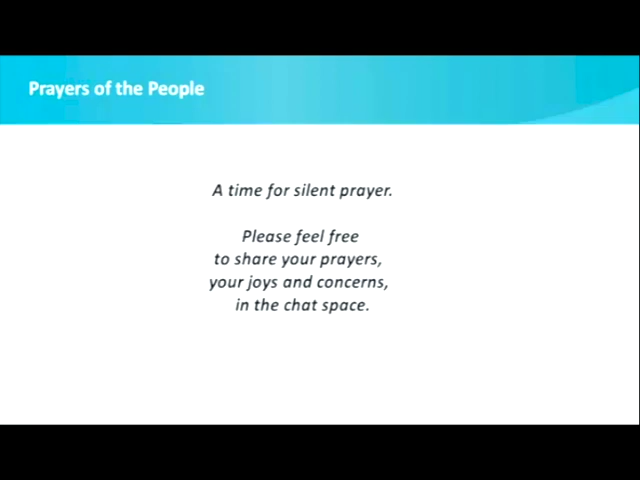 Prayers of the People
A time for silent prayer.
Please feel free
to share your prayers,
your joys and concerns,
in the chat space.